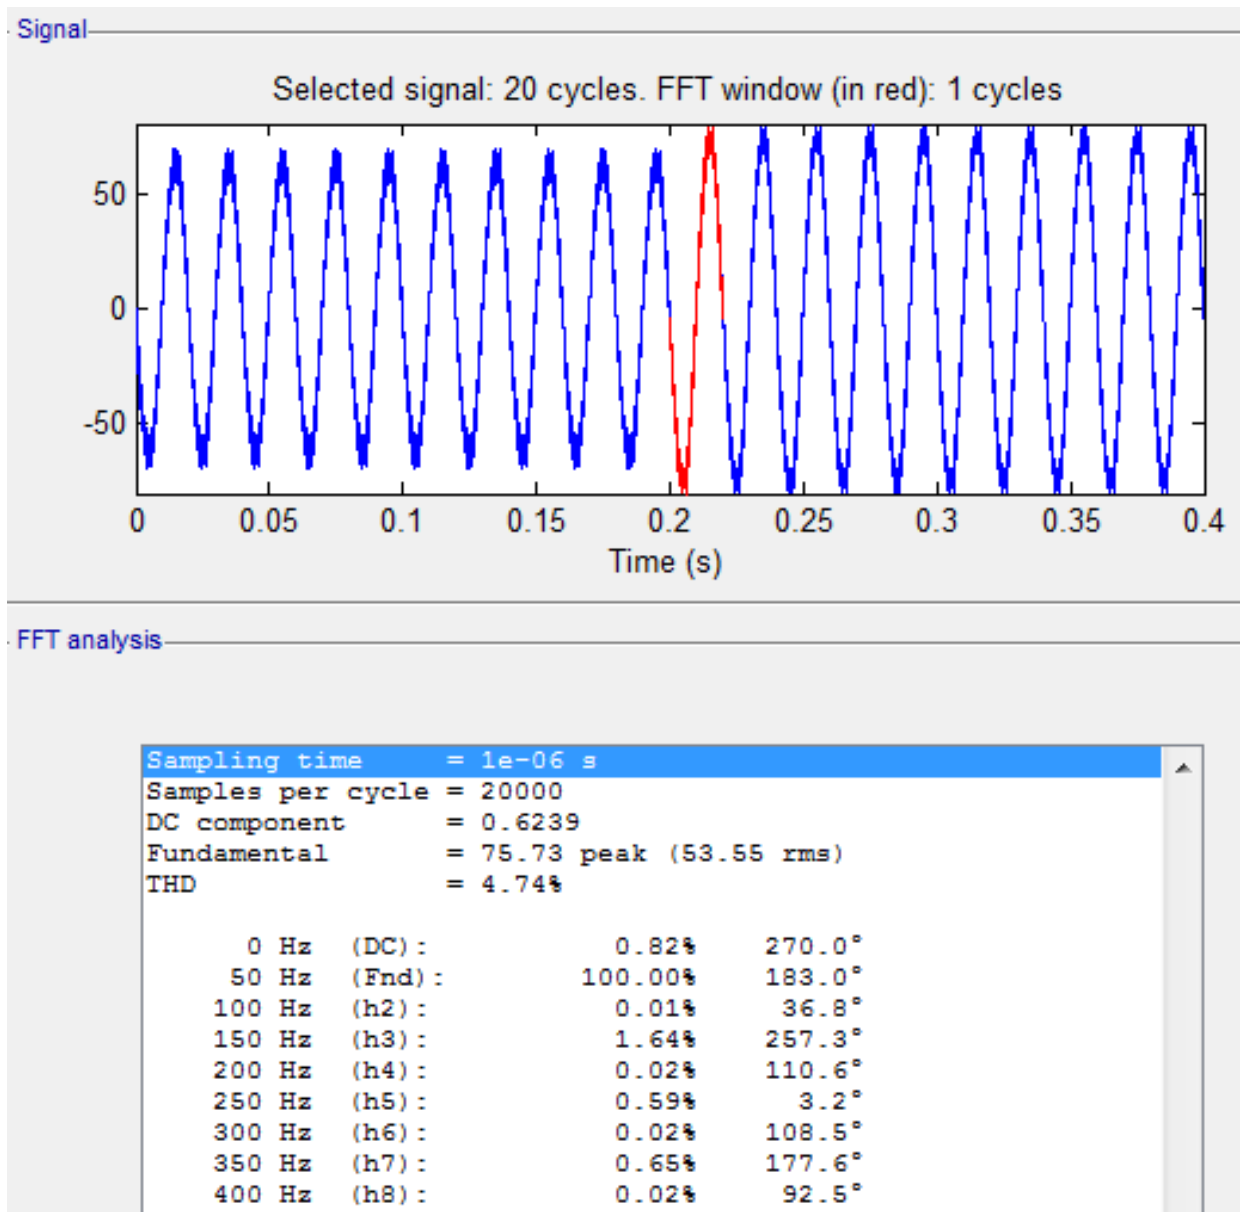 Signal
Selected signal: 20 cycles. FFT window (in red): 1 cycles
50
0
-50
0 0.05 0.1 0.15 0.2 0.25 0.3 0.35 0.4
Time (s)
FFT analysis
Sampling time = 1e-06 s
Samples per cycle = 20000
DC component = 0.6239
Fundamental = 75.73 peak (53.55 rms)
THD = 4.74%
0 Hz (DC): 0.82% 270.0°
50 Hz (Fnd): 100.00% 183.0°
100 Hz (h2): 0.01% 36.8°
150 Hz (h3): 1.64% 257.3°
200 Hz (h4): 0.02% 110.6°
250 Hz (h5): 0.59% 3.2°
300 Hz (h6): 0.02% 108.5°
350 Hz (h7): 0.65% 177.6°
400 Hz (h8): 0.02% 92.5°